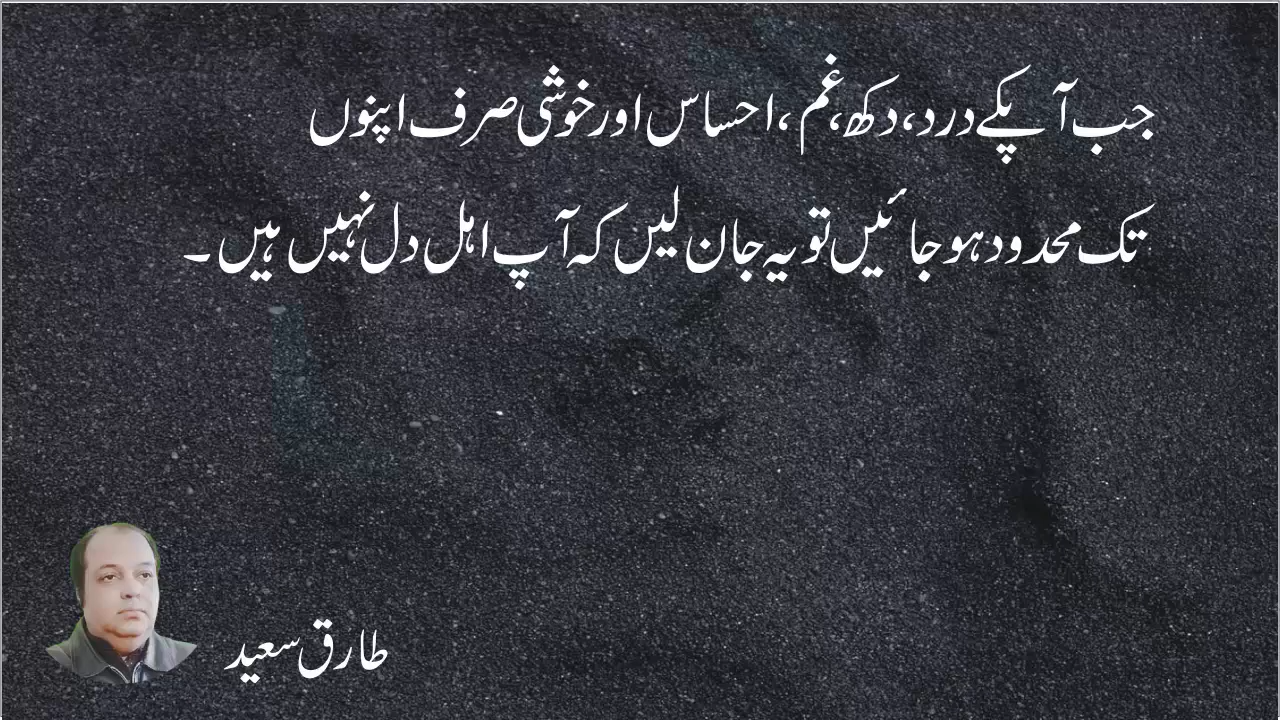 جب آپکے درد، دکھ، غم، احساس اور خوشی صرف اپنوں
تک محدود ہو جائیں تو یہ جان لیں کہ آپ اہل دل نہیں ہیں۔
طارق سعید